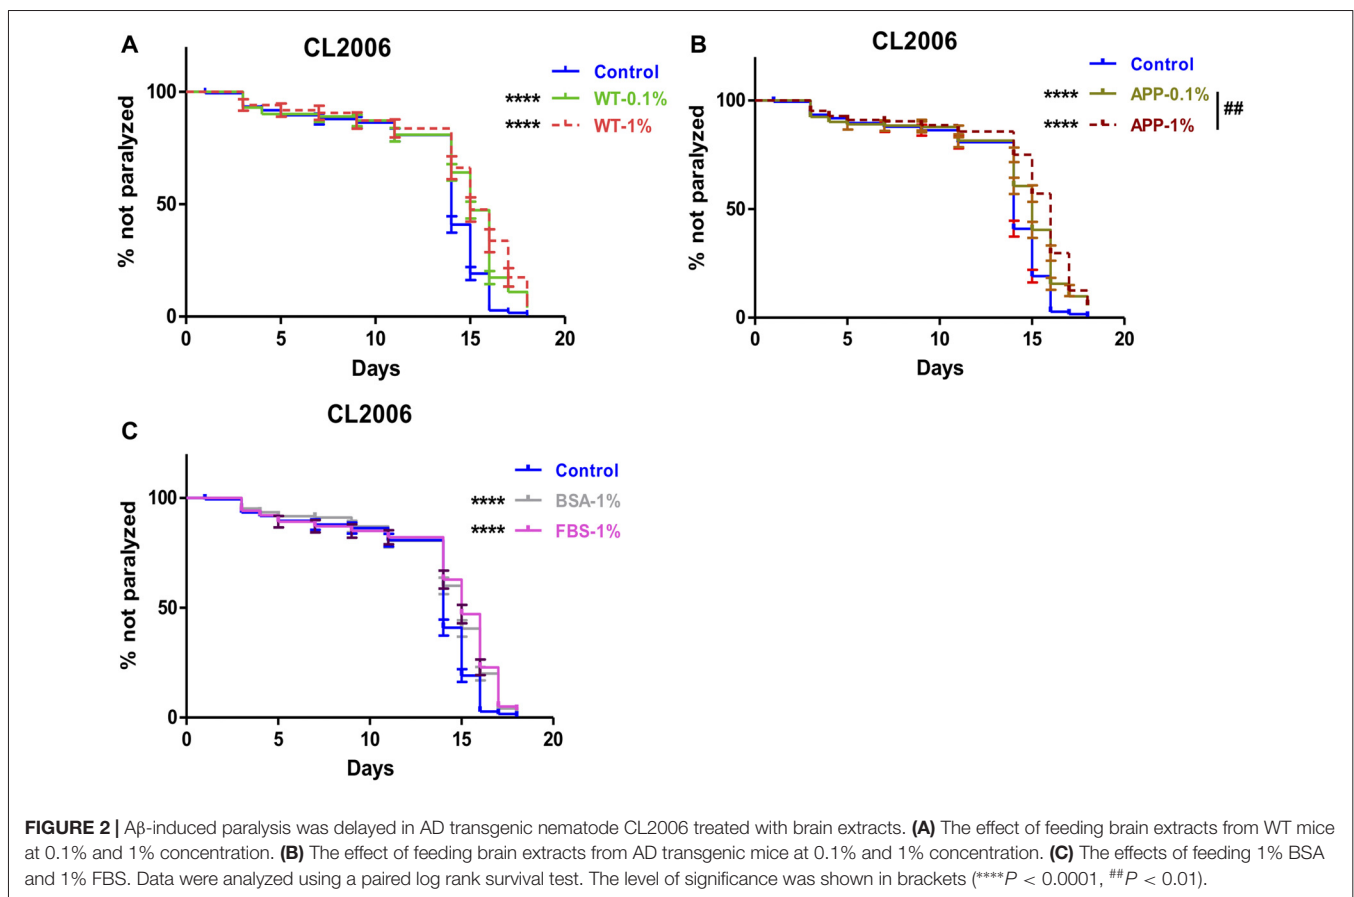 A
CL2006
Control
**** WT-0.1%
**** WT-1%
% not paralyzed
100
50
0
0 5 10 15 20
Days
B
CL2006
Control
**** APP-0.1%
**** APP-1%
##
% not paralyzed
100
50
0
0 5 10 15 20
Days
C
CL2006
Control
**** BSA-1%
**** FBS-1%
% not paralyzed
100
50
0
0 5 10 15 20
Days
FIGURE 2 | Aβ-induced paralysis was delayed in AD transgenic nematode CL2006 treated with brain extracts. (A) The effect of feeding brain extracts from WT mice
at 0.1% and 1% concentration. (B) The effect of feeding brain extracts from AD transgenic mice at 0.1% and 1% concentration. (C) The effects of feeding 1% BSA
and 1% FBS. Data were analyzed using a paired log rank survival test. The level of significance was shown in brackets (****P < 0.0001, ##P < 0.01).